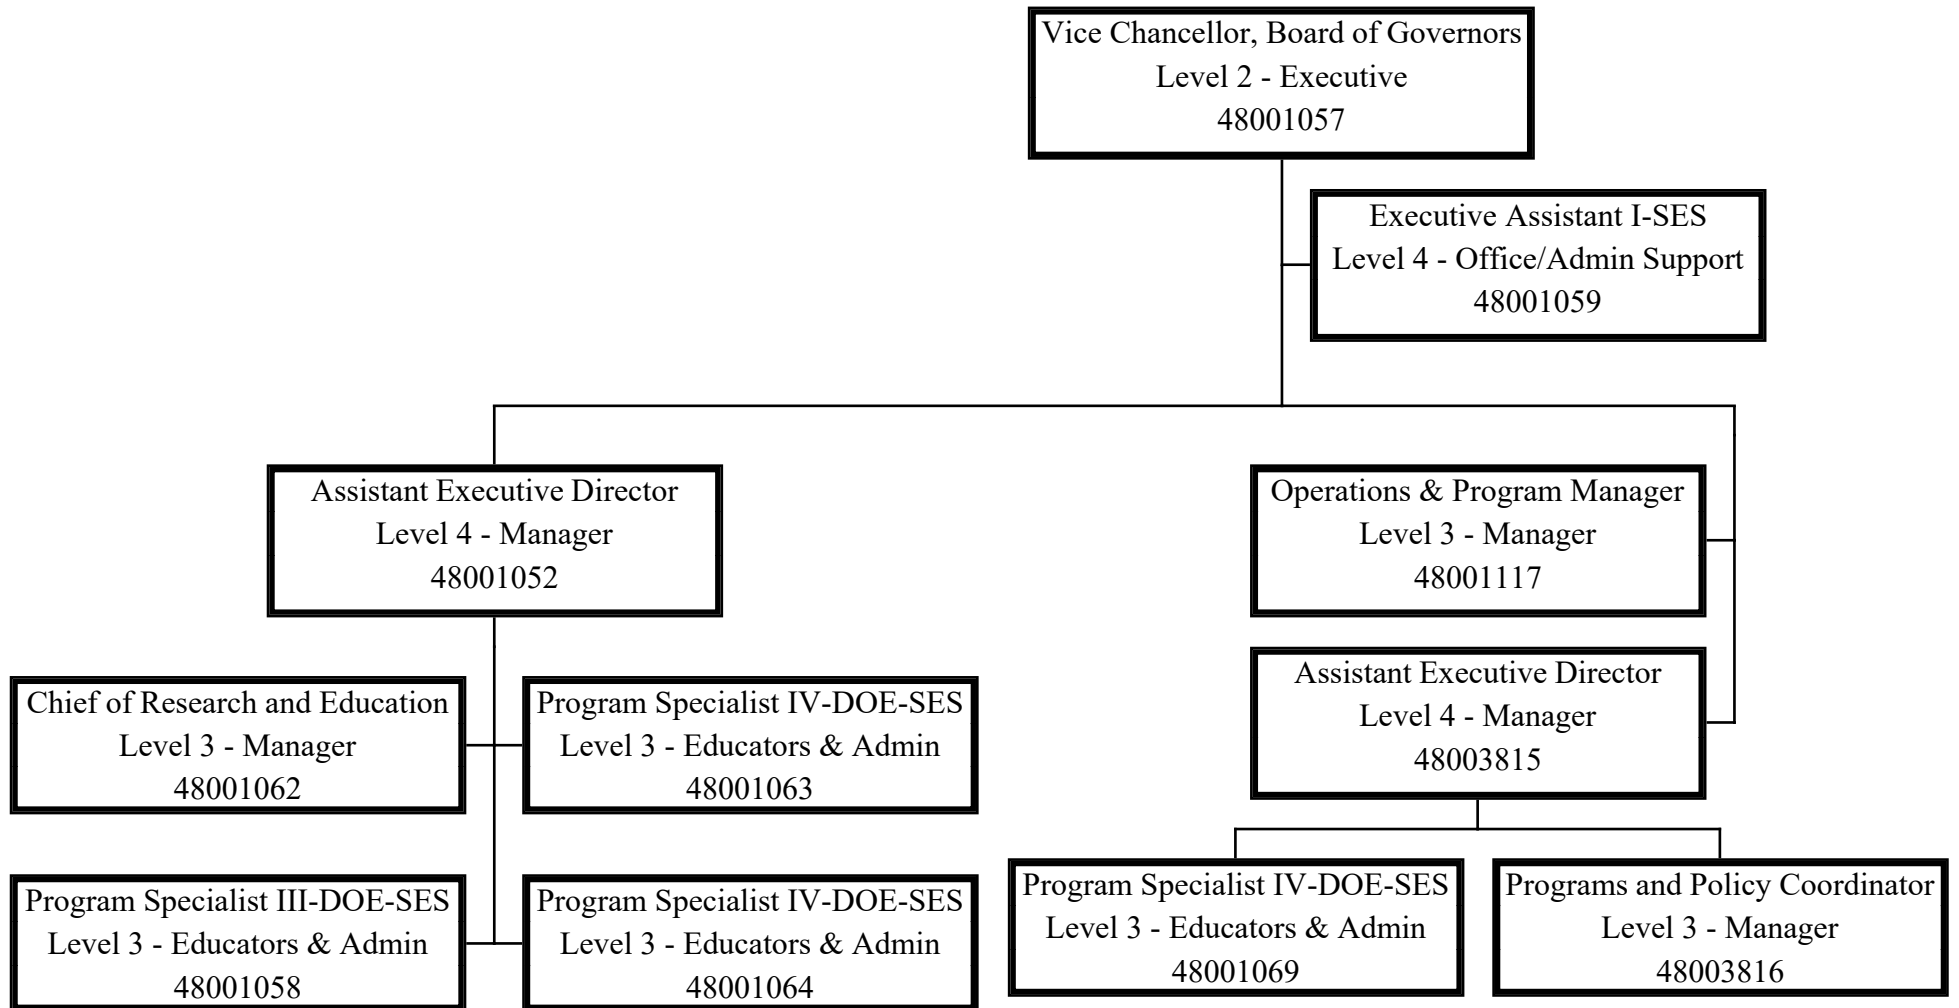 Vice Chancellor, Board of Governors
Level 2 - Executive
48001057
Executive Assistant I-SES
Level 4 - Office/Admin Support
48001059
Assistant Executive Director
Level 4 - Manager
48001052
Operations & Program Manager
Level 3 - Manager
48001117
Assistant Executive Director
Level 4 - Manager
48003815
Chief of Research and Education
Level 3 - Manager
48001062
Program Specialist IV-DOE-SES
Level 3 - Educators & Admin
48001063
Program Specialist III-DOE-SES
Level 3 - Educators & Admin
48001058
Program Specialist IV-DOE-SES
Level 3 - Educators & Admin
48001064
Program Specialist IV-DOE-SES
Level 3 - Educators & Admin
48001069
Programs and Policy Coordinator
Level 3 - Manager
48003816